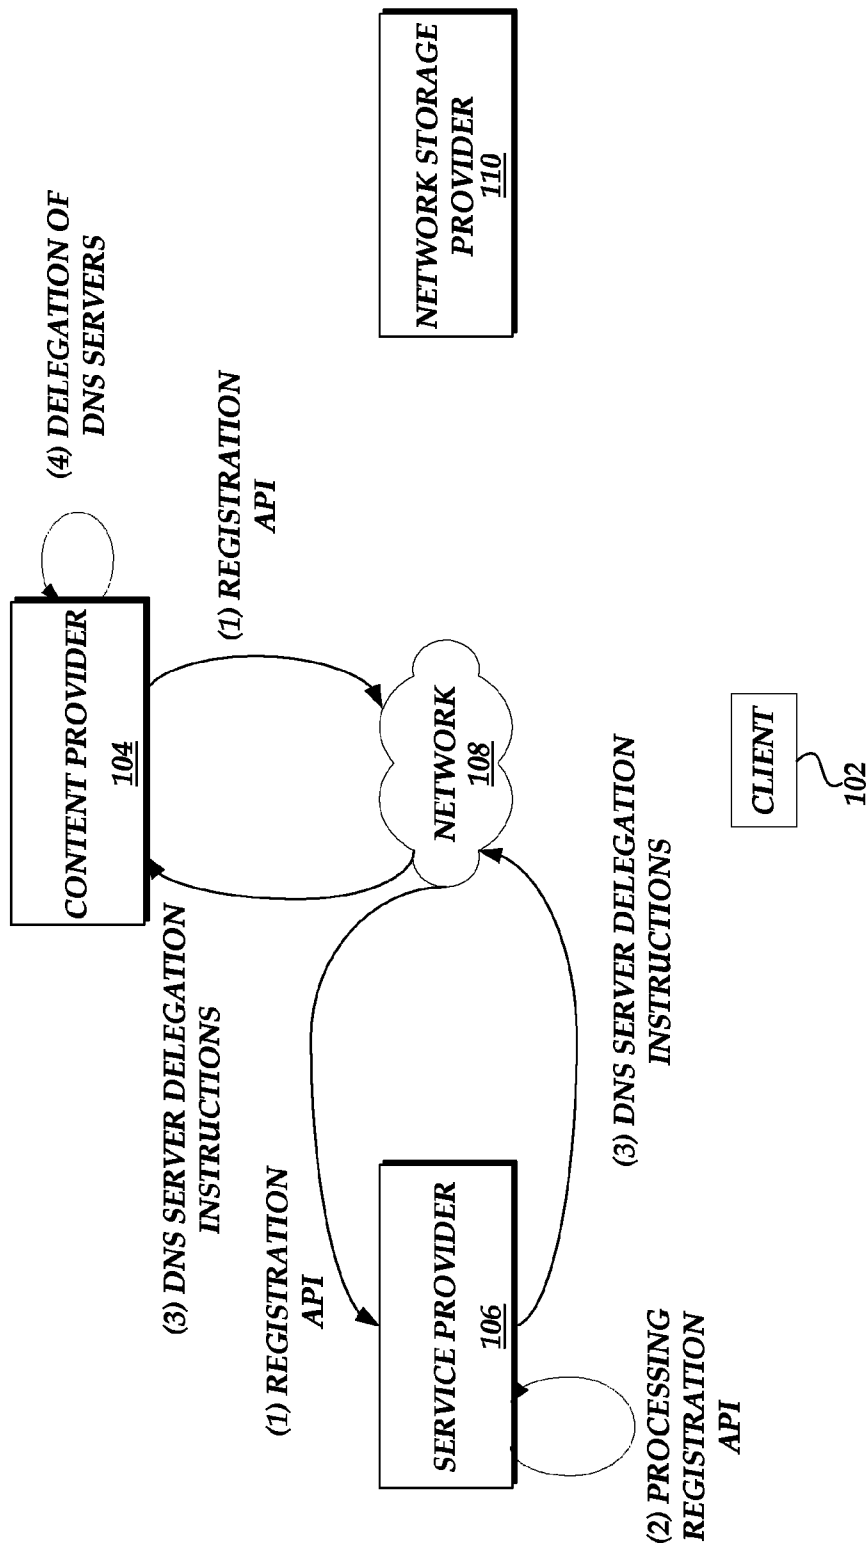 (4) DELEGATION OF
DNS SERVERS
CONTENT PROVIDER
104
(3) DNS SERVER DELEGATION
INSTRUCTIONS
(1) REGISTRATION
API
(1) REGISTRATION
API
NETWORK
108
NETWORK STORAGE
PROVIDER
110
SERVICE PROVIDER
106
(3) DNS SERVER DELEGATION
INSTRUCTIONS
(2) PROCESSING
REGISTRATION
API
CLIENT
102